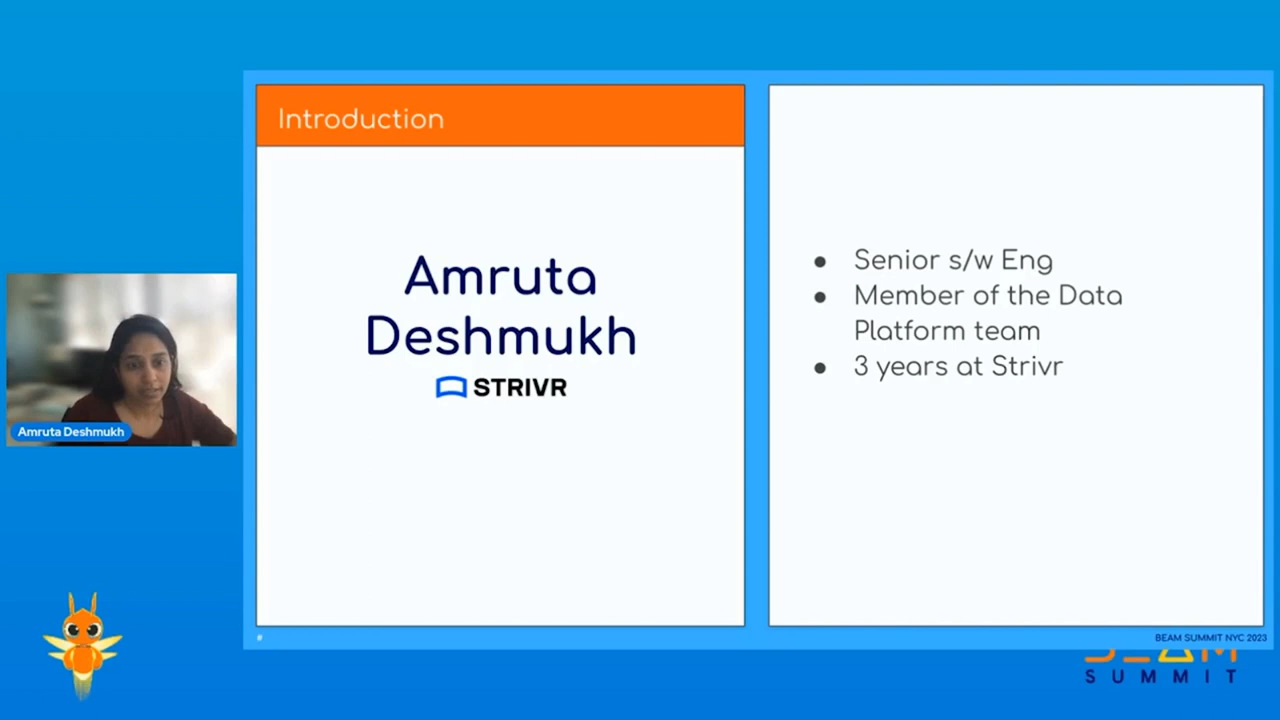 Introduction
Amruta
Deshmukh
STRIVR
● Senior s/w Eng
● Member of the Data
Platform team
● 3 years at Strivr
Amruta Deshmukh
#
BEAM SUMMIT NYC 2023
BEAM
SUMMIT